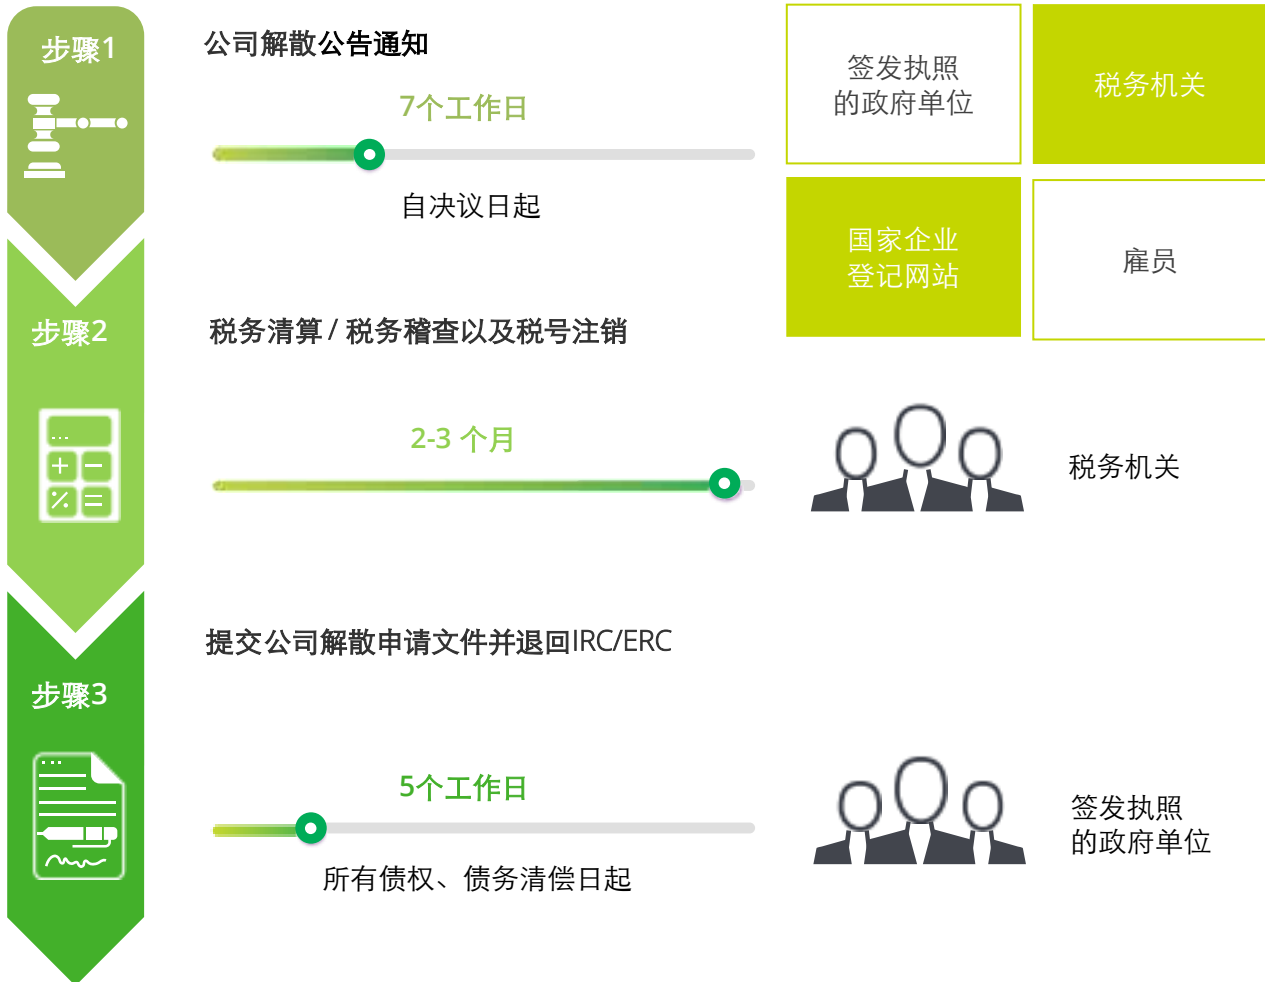 步骤1
公司解散公告通知
7个工作日
自决议日起
签发执照
的政府单位
税务机关
国家企业
登记网站
雇员
步骤2
税务清算 / 税务稽查以及税号注销
2-3 个月
税务机关
步骤3
提交公司解散申请文件并退回IRC/ERC
5个工作日
所有债权、债务清偿日起
签发执照
的政府单位